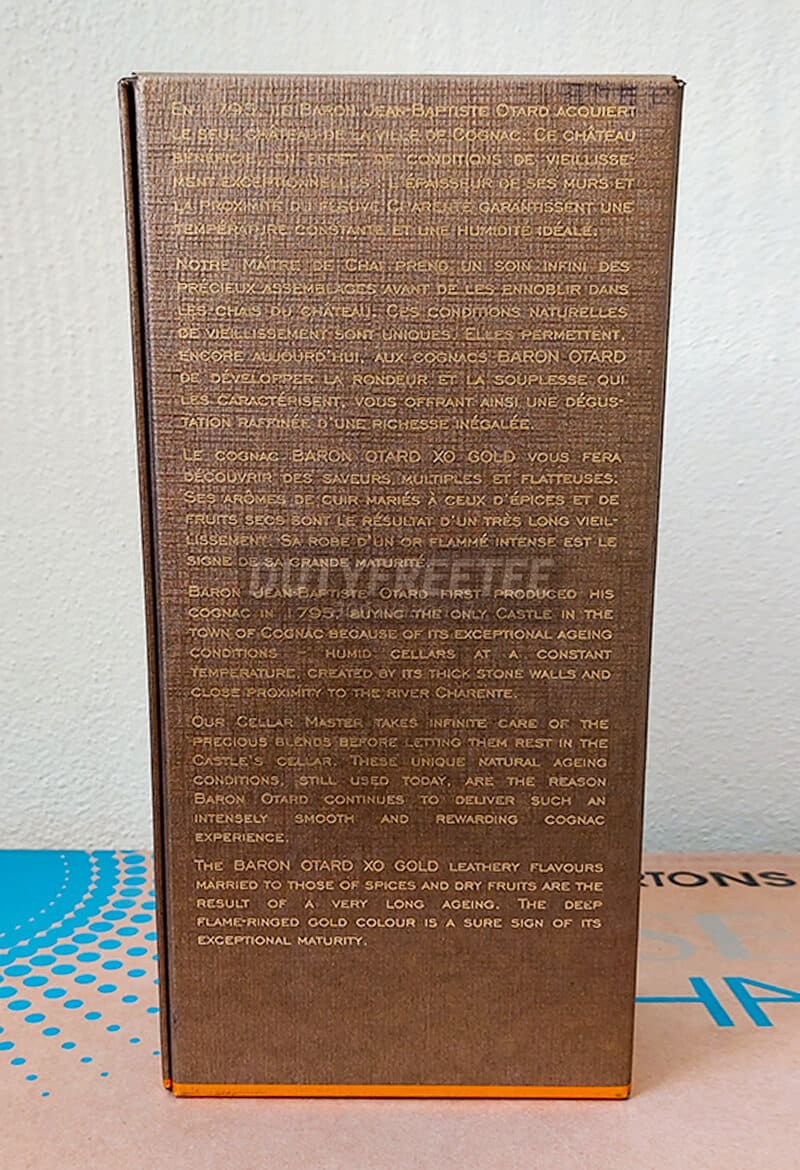 En 1795, le Baron Jean-Baptiste Otard acquiert
le seul château de la ville de Cognac. Ce château
bénéficie, en effet, de conditions de vieillisse-
ment exceptionnelles : l'épaisseur de ses murs et
la proximité du fleuve Charente garantissent une
température constante et une humidité idéale.
Notre Maître de Chai prend un soin infini des
précieux assemblages avant de les ennoblir dans
les chais du château. Ces conditions naturelles
de vieillissement sont uniques. Elles permettent,
encore aujourd'hui, aux cognacs BARON OTARD
de développer la rondeur et la souplesse qui
les caractérisent, vous offrant ainsi une dégus-
tation raffinée d'une richesse inégalée.
Le cognac BARON OTARD XO GOLD vous fera
découvrir des saveurs multiples et flatteuses.
Ses arômes de cuir mariés à ceux d'épices et de
fruits secs sont le résultat d'un très long vieil-
lissement. Sa robe d'un or flammé intense est le
signe de sa grande maturité.
DUTYFREETEE
Baron Jean-Baptiste Otard first produced his
cognac in 1795, buying the only Castle in the
town of Cognac because of its exceptional ageing
conditions - humid cellars at a constant
temperature, created by its thick stone walls and
close proximity to the river Charente.
Our Cellar Master takes infinite care of the
precious blends before letting them rest in the
Castle's cellar. These unique natural ageing
conditions, still used today, are the reason
Baron Otard continues to deliver such an
intensely smooth and rewarding cognac
experience.
The BARON OTARD XO GOLD leathery flavours
married to those of spices and dry fruits are the
result of a very long ageing. The deep
flame-ringed gold colour is a sure sign of its
exceptional maturity.
RTONS
SE
HA